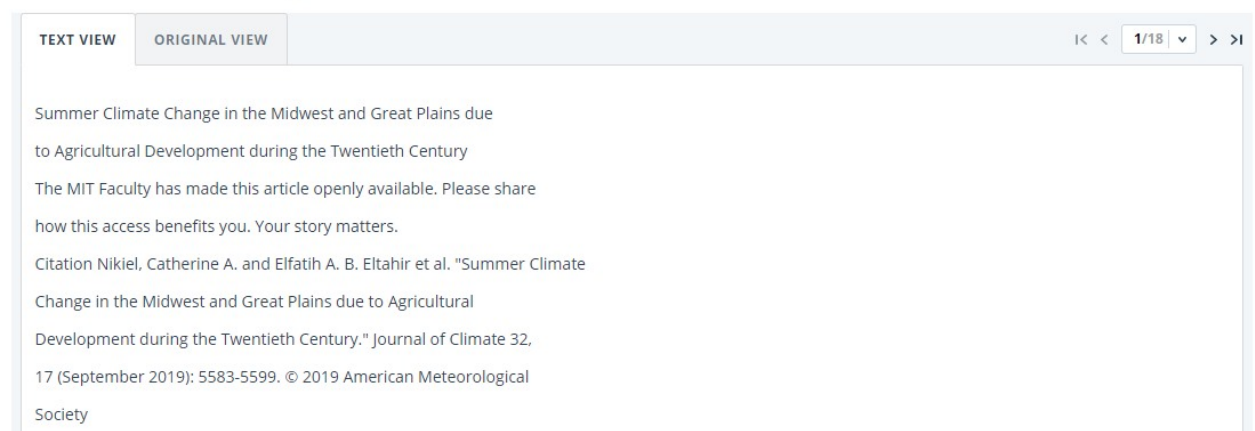 TEXT VIEW ORIGINAL VIEW 1/18
Summer Climate Change in the Midwest and Great Plains due
to Agricultural Development during the Twentieth Century
The MIT Faculty has made this article openly available. Please share
how this access benefits you. Your story matters.
Citation Nikiel, Catherine A. and Elfatih A. B. Eltahir et al. "Summer Climate
Change in the Midwest and Great Plains due to Agricultural
Development during the Twentieth Century." Journal of Climate 32,
17 (September 2019): 5583-5599. © 2019 American Meteorological
Society